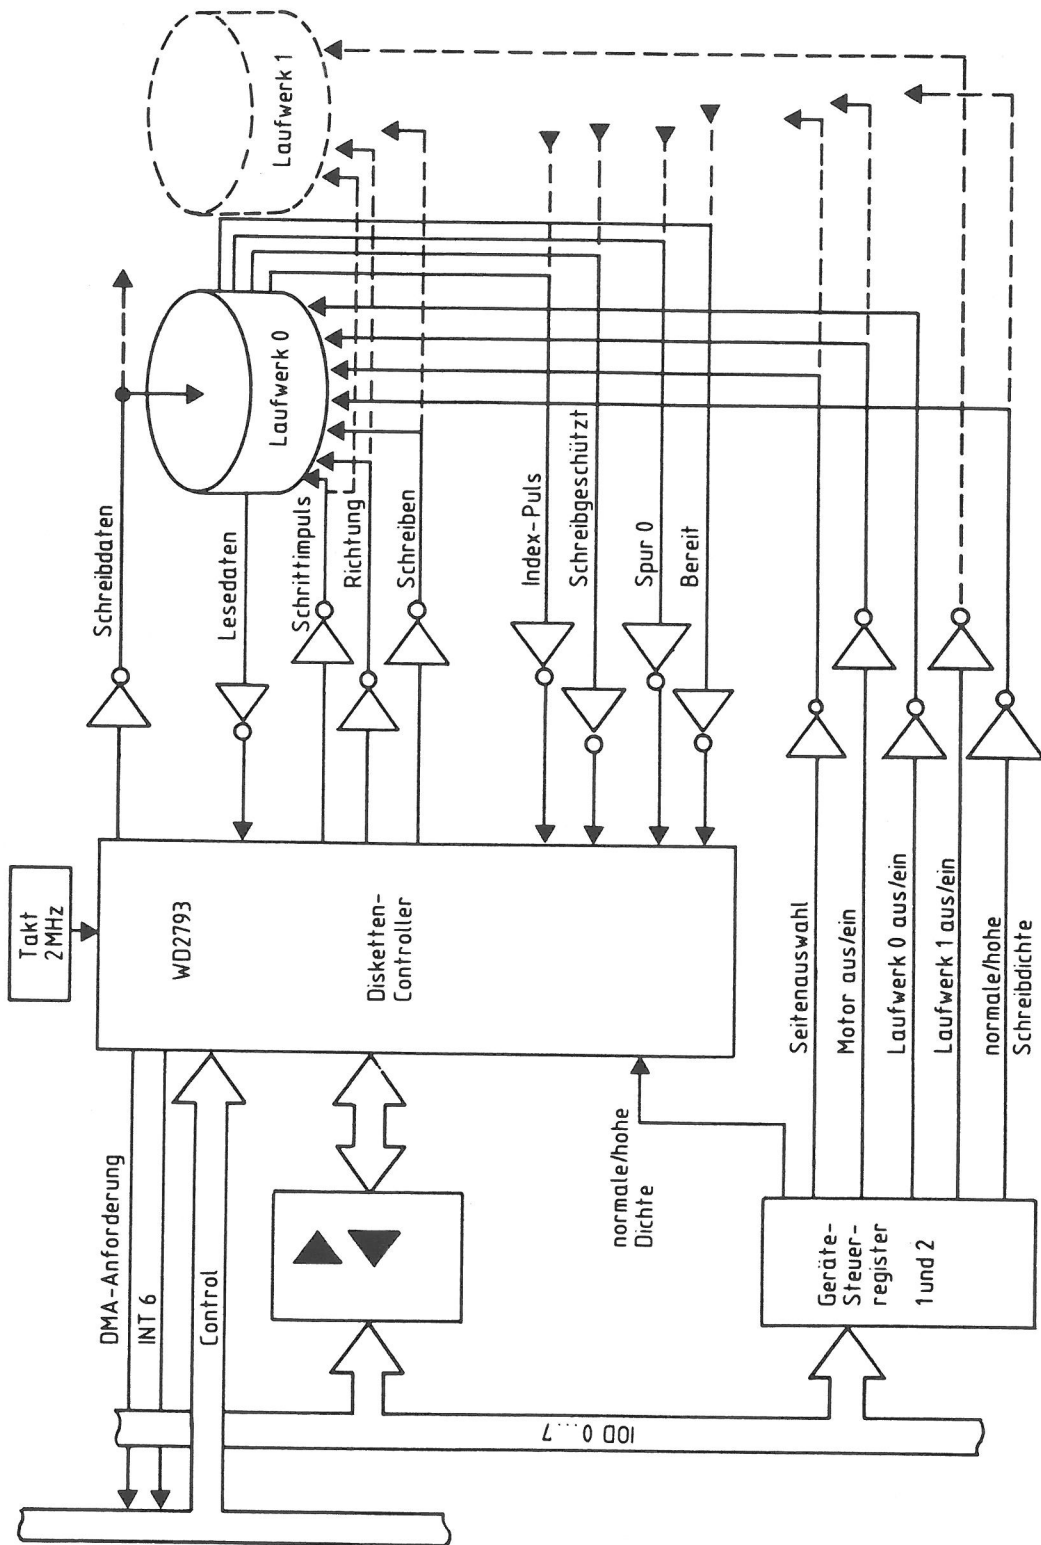 Laufwerk 1
Laufwerk 0
Schreibdaten
Lesedaten
Schrittimpuls
Richtung
Schreiben
Index-Puls
Schreibgeschützt
Spur 0
Bereit
Takt
2MHz
WD2793
Disketten-
Controller
Seitenauswahl
Motor aus/ein
Laufwerk 0 aus/ein
Laufwerk 1 aus/ein
normale/hohe
Schreibdichte
DMA-Anforderung
INT 6
Control
normale/hohe
Dichte
Geräte-
Steuer-
register
1und 2
IOD 0...7